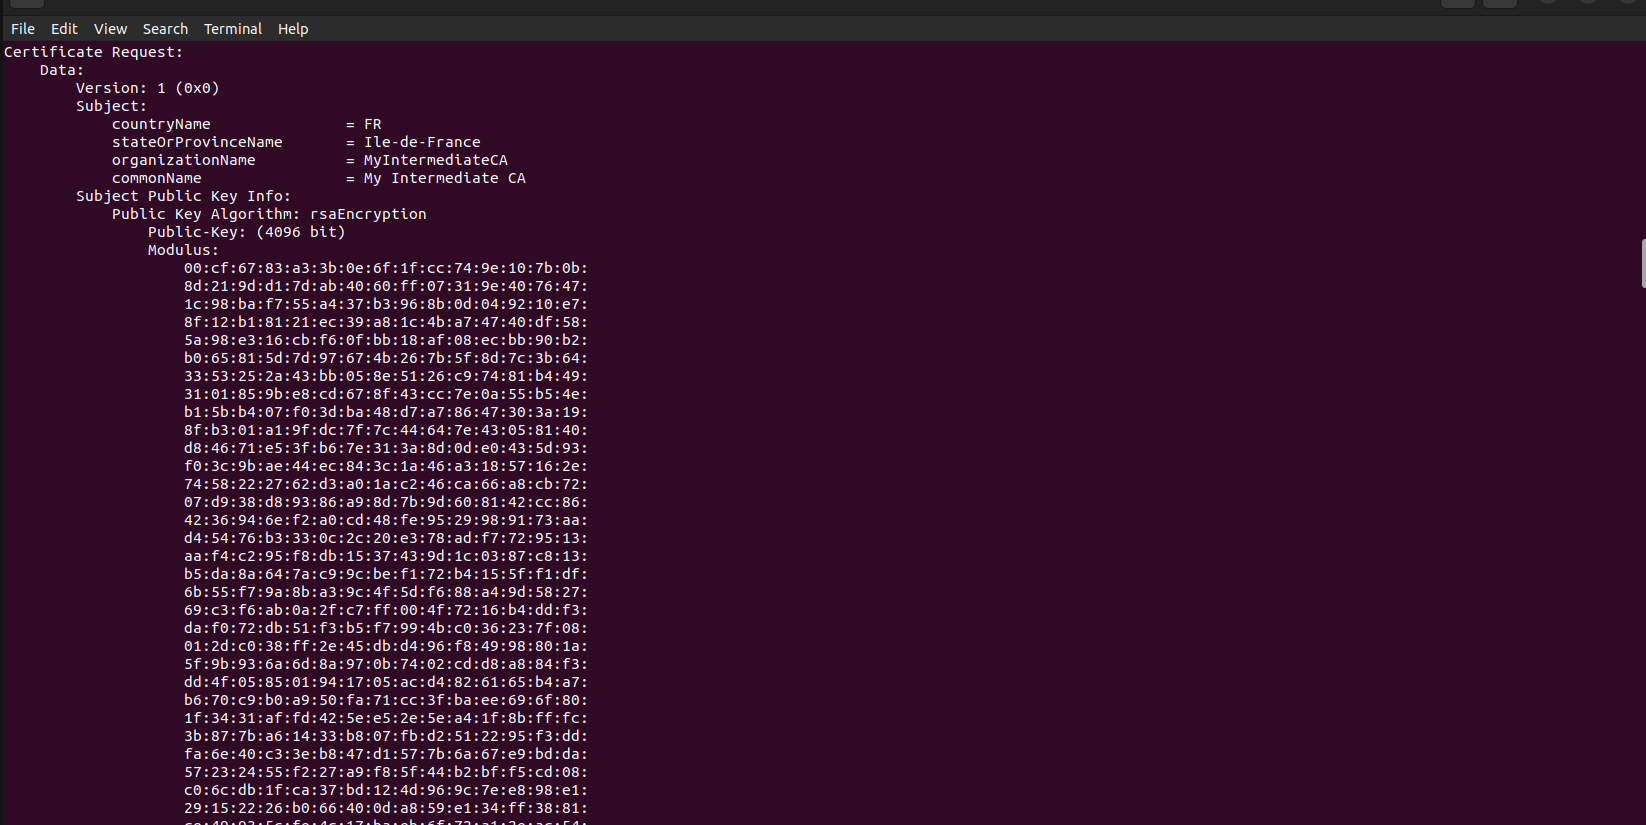 File Edit View Search Terminal Help
Certificate Request:
Data:
Version: 1 (0x0)
Subject:
countryName = FR
stateOrProvinceName = Ile-de-France
organizationName = MyIntermediateCA
commonName = My Intermediate CA
Subject Public Key Info:
Public Key Algorithm: rsaEncryption
Public-Key: (4096 bit)
Modulus:
00:cf:67:83:a3:3b:0e:6f:1f:cc:74:9e:10:7b:0b:
8d:21:9d:d1:7d:ab:40:60:ff:07:31:9e:40:76:47:
1c:98:ba:f7:55:a4:37:b3:96:8b:0d:04:92:10:e7:
8f:12:b1:81:21:ec:39:a8:1c:4b:a7:47:40:df:58:
5a:98:e3:16:cb:f6:0f:bb:18:af:08:ec:bb:90:b2:
b0:65:81:5d:7d:97:67:4b:26:7b:5f:8d:7c:3b:64:
33:53:25:2a:43:bb:05:8e:51:26:c9:74:81:b4:49:
31:01:85:9b:e8:cd:67:8f:43:cc:7e:0a:55:b5:4e:
b1:5b:b4:07:f0:3d:ba:48:d7:a7:86:47:30:3a:19:
8f:b3:01:a1:9f:dc:7f:7c:44:64:7e:43:05:81:40:
d8:46:71:e5:3f:b6:7e:31:3a:8d:0d:e0:43:5d:93:
f0:3c:9b:ae:44:ec:84:3c:1a:46:a3:18:57:16:2e:
74:58:22:27:62:d3:a0:1a:c2:46:ca:66:a8:cb:72:
07:d9:38:d8:93:86:a9:8d:7b:9d:60:81:42:cc:86:
42:36:94:6e:f2:a0:cd:48:fe:95:29:98:91:73:aa:
d4:54:76:b3:33:0c:2c:20:e3:78:ad:f7:72:95:13:
aa:f4:c2:95:f8:db:15:37:43:9d:1c:03:87:c8:13:
b5:da:8a:64:7a:c9:9c:be:f1:72:b4:15:5f:f1:df:
6b:55:f7:9a:8b:a3:9c:4f:5d:f6:88:a4:9d:58:27:
69:c3:f6:ab:0a:2f:c7:ff:00:4f:72:16:b4:dd:f3:
da:f0:72:db:51:f3:b5:f7:99:4b:c0:36:23:7f:08:
01:2d:c0:38:ff:2e:45:db:d4:96:f8:49:98:80:1a:
5f:9b:93:6a:6d:8a:97:0b:74:02:cd:d8:a8:84:f3:
dd:4f:05:85:01:94:17:05:ac:d4:82:61:65:b4:a7:
b6:70:c9:b0:a9:50:fa:71:cc:3f:ba:ee:69:6f:80:
1f:34:31:af:fd:42:5e:e5:2e:5e:a4:1f:8b:ff:fc:
3b:87:7b:a6:14:33:b8:07:fb:d2:51:22:95:f3:dd:
fa:6e:40:c3:3e:b8:47:d1:57:7b:6a:67:e9:bd:da:
57:23:24:55:f2:27:a9:f8:5f:44:b2:bf:f5:cd:08:
c0:6c:db:1f:ca:37:bd:12:4d:96:9c:7e:e8:98:e1:
29:15:22:26:b0:66:40:0d:a8:59:e1:34:ff:38:81: